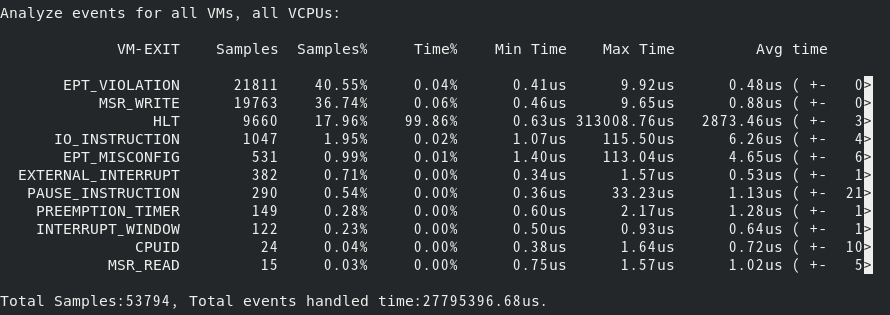 Analyze events for all VMs, all VCPUs:
VM-EXIT Samples Samples% Time% Min Time Max Time Avg time
EPT_VIOLATION 21811 40.55% 0.04% 0.41us 9.92us 0.48us ( +- 0>
MSR_WRITE 19763 36.74% 0.06% 0.46us 9.65us 0.88us ( +- 0>
HLT 9660 17.96% 99.86% 0.63us 313008.76us 2873.46us ( +- 3>
IO_INSTRUCTION 1047 1.95% 0.02% 1.07us 115.50us 6.26us ( +- 4>
EPT_MISCONFIG 531 0.99% 0.01% 1.40us 113.04us 4.65us ( +- 6>
EXTERNAL_INTERRUPT 382 0.71% 0.00% 0.34us 1.57us 0.53us ( +- 1>
PAUSE_INSTRUCTION 290 0.54% 0.00% 0.36us 33.23us 1.13us ( +- 21>
PREEMPTION_TIMER 149 0.28% 0.00% 0.60us 2.17us 1.28us ( +- 1>
INTERRUPT_WINDOW 122 0.23% 0.00% 0.50us 0.93us 0.64us ( +- 1>
CPUID 24 0.04% 0.00% 0.38us 1.64us 0.72us ( +- 10>
MSR_READ 15 0.03% 0.00% 0.75us 1.57us 1.02us ( +- 5>
Total Samples:53794, Total events handled time:27795396.68us.